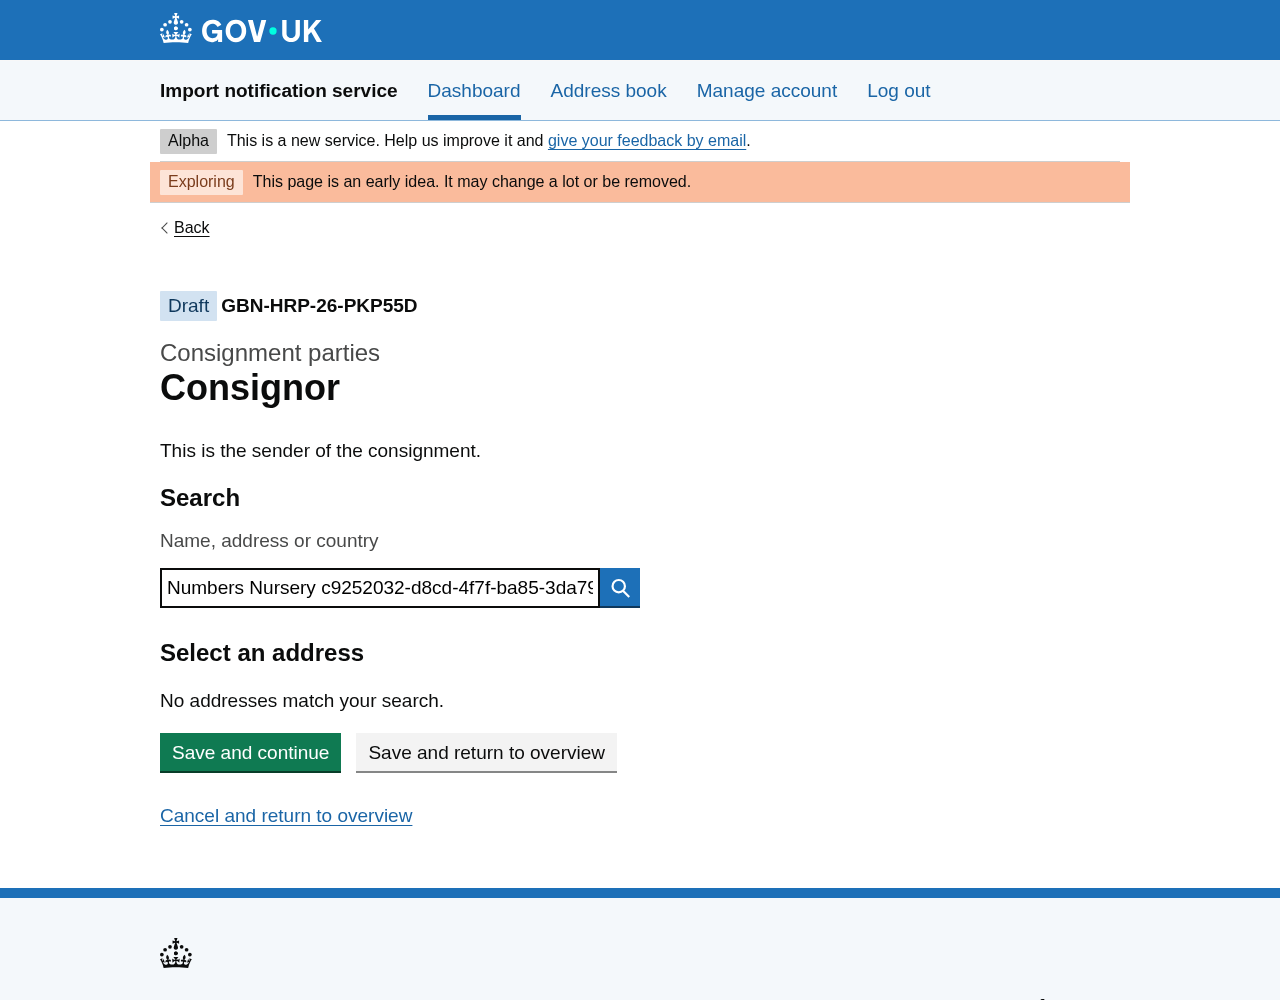 GOV•UK
Import notification service Dashboard Address book Manage account Log out
Alpha This is a new service. Help us improve it and give your feedback by email.
Exploring This page is an early idea. It may change a lot or be removed.
Back
Draft GBN-HRP-26-PKP55D
Consignment parties
Consignor
This is the sender of the consignment.
Search
Name, address or country
Numbers Nursery c9252032-d8cd-4f7f-ba85-3da79
Select an address
No addresses match your search.
Save and continue Save and return to overview
Cancel and return to overview